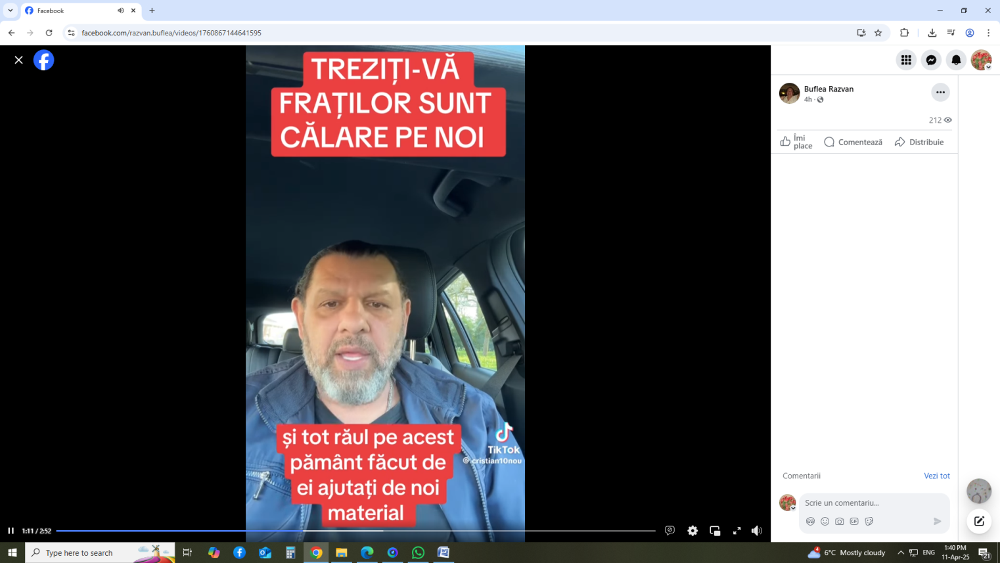 Facebook
facebook.com/razvan.buflea/videos/1760867144641595
TREZIȚI-VĂ
FRAȚILOR SUNT
CĂLARE PE NOI
și tot răul pe acest
pământ făcut de
ei ajutați de noi
material
TikTok
@cristian10nou
1:11 / 2:52
Buflea Razvan
4h ·
212
Îmi
place
Comentează
Distribuie
Comentarii
Vezi tot
Scrie un comentariu...
GIF
Type here to search
4
6°C Mostly cloudy
ENG
1:40 PM
11-Apr-25
21